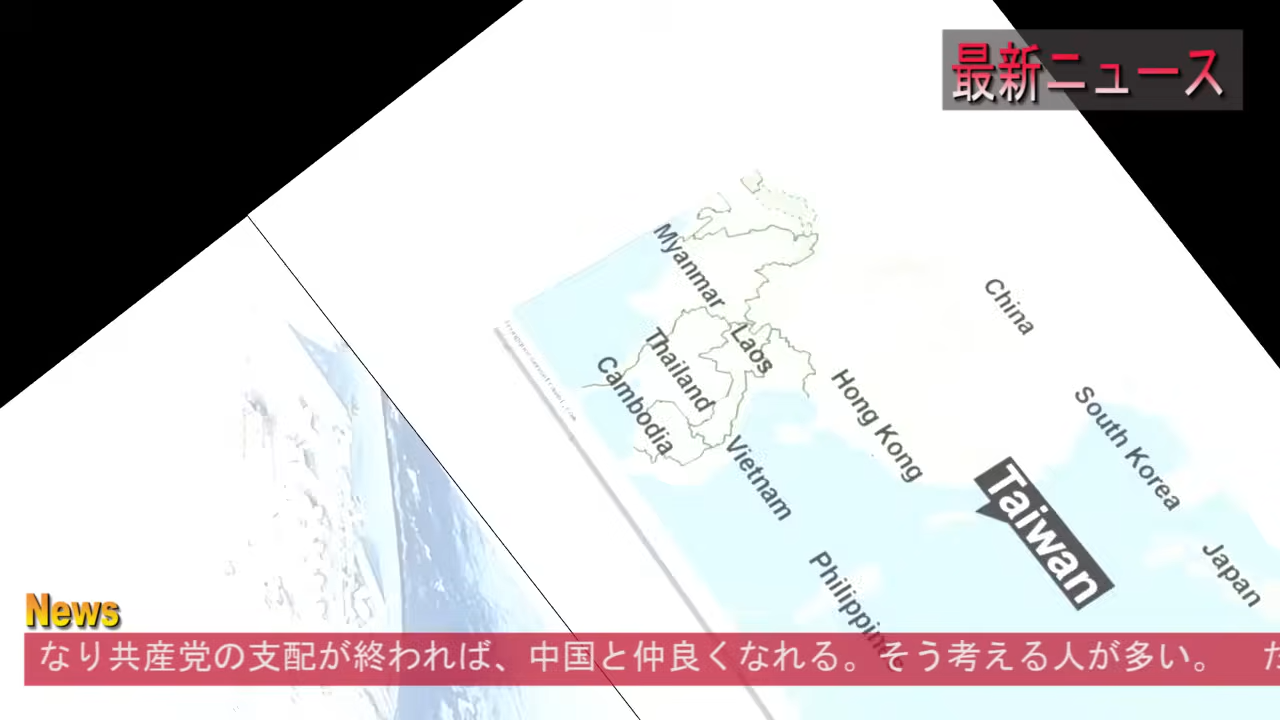 最新ニュース
Myanmar
China
Laos
Thailand
Cambodia
Hong Kong
South Korea
Vietnam
Taiwan
Japan
News
なり共産党の支配が終われば、中国と仲良くなれる。そう考える人が多い。 た